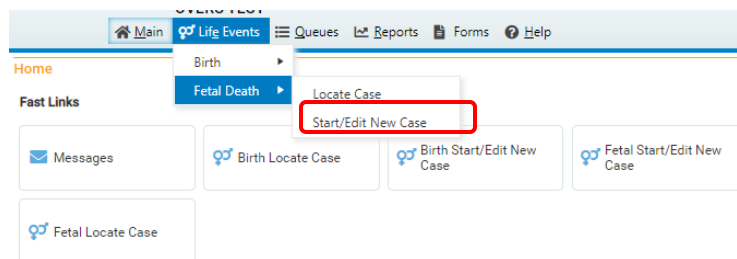 Main Life Events Queues Reports Forms Help
Home
Birth
Fetal Death
Locate Case
Start/Edit New Case
Fast Links
Messages
Birth Locate Case
Birth Start/Edit New
Case
Fetal Start/Edit New
Case
Fetal Locate Case